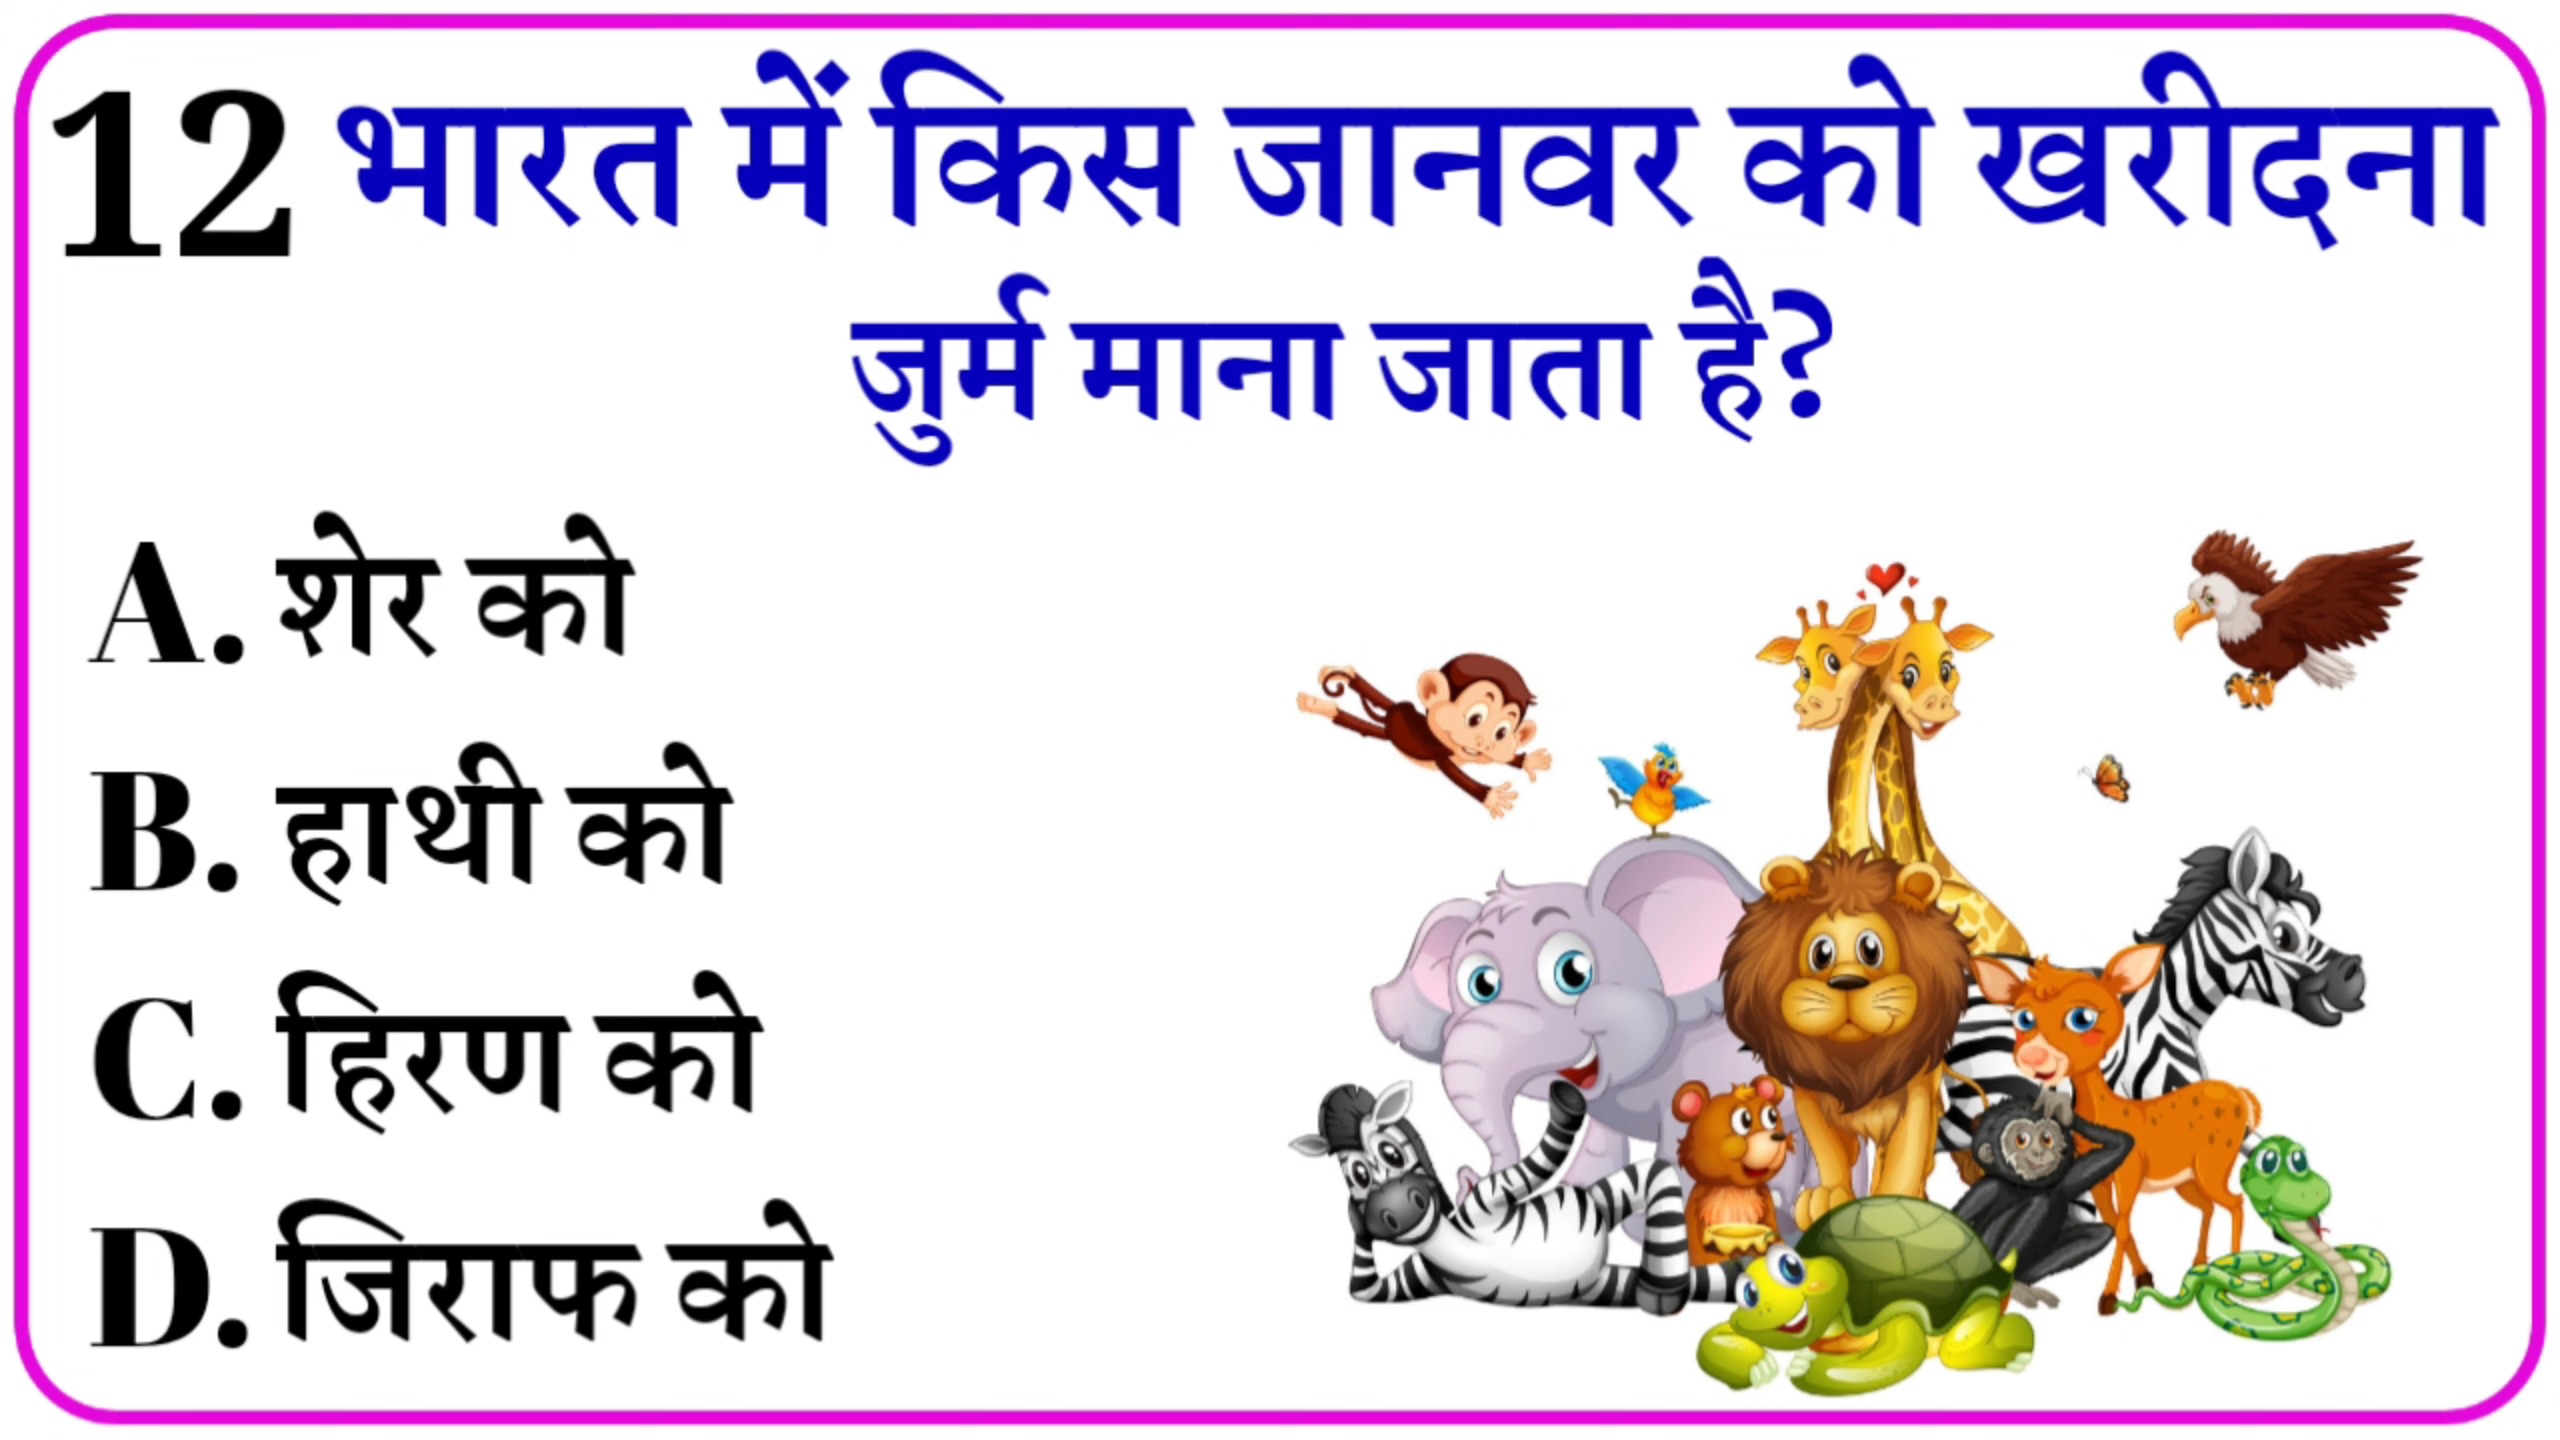 12 भारत में किस जानवर को खरीदना
जुर्म माना जाता है?
A. शेर को
B. हाथी को
C. हिरण को
D. जिराफ को